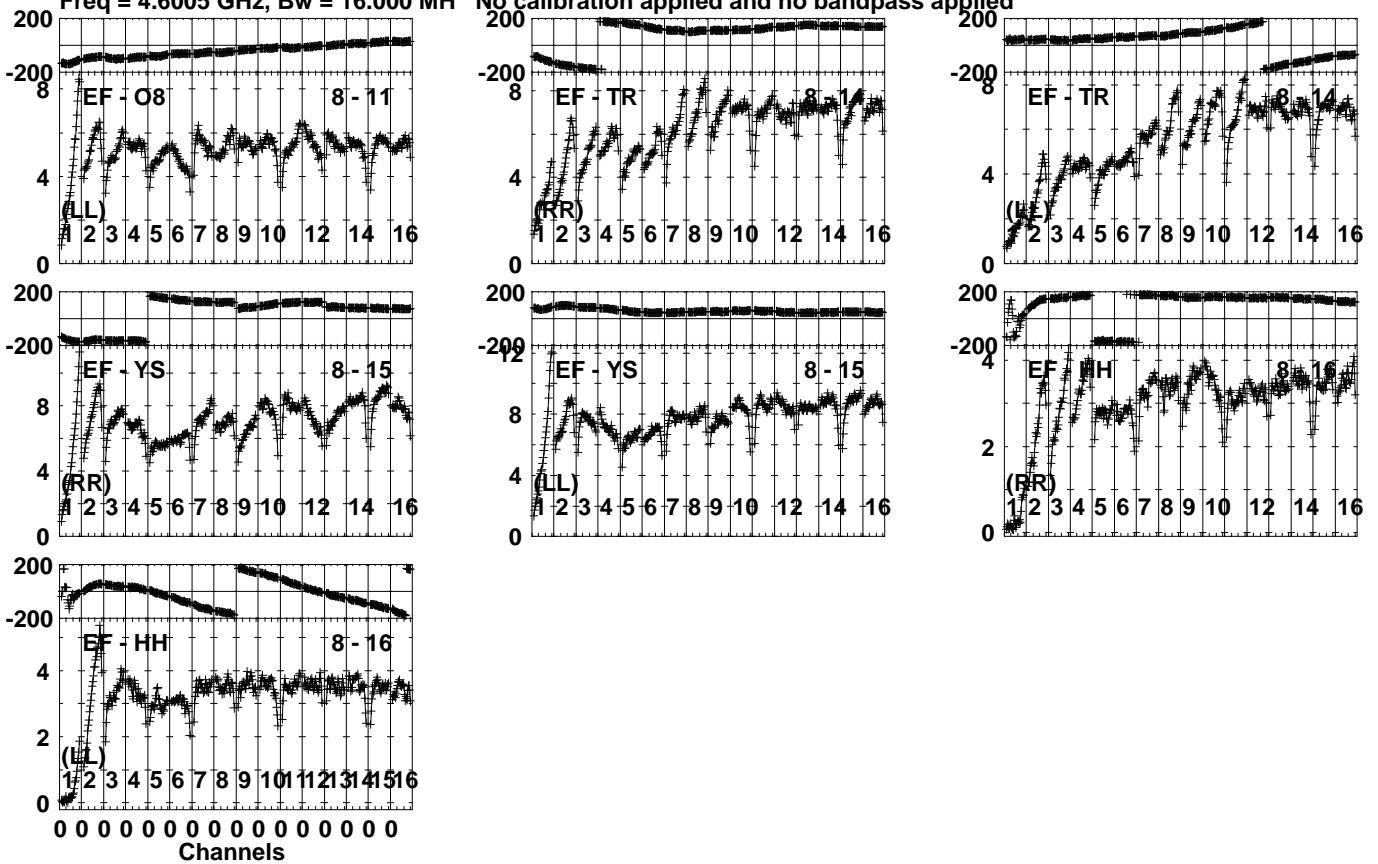 Freq = 4.6005 GHz, Bw = 16.000 MH No calibration applied and no bandpass applied
200
-200
8
4
0
EF - O8
8 - 11
(LL)
1 2 3 4 5 6 7 8 9 10 12 14 16
200
-200
8
4
0
EF - TR
8 - 14
(RR)
1 2 3 4 5 6 7 8 9 10 12 14 16
200
-200
8
4
0
EF - TR
8 - 14
(LL)
1 2 3 4 5 6 7 8 9 10 12 14 16
200
-200
8
4
0
EF - YS
8 - 15
(RR)
1 2 3 4 5 6 7 8 9 10 12 14 16
200
-200
12
8
4
0
EF - YS
8 - 15
(LL)
1 2 3 4 5 6 7 8 9 10 12 14 16
200
-200
4
2
0
EF - HH
8 - 16
(RR)
1 2 3 4 5 6 7 8 9 10 12 14 16
200
-200
4
2
0
EF - HH
8 - 16
(LL)
1 2 3 4 5 6 7 8 9 10 11 12 13 14 15 16
0 0 0 0 0 0 0 0 0 0 0 0 0 0 0 0
Channels